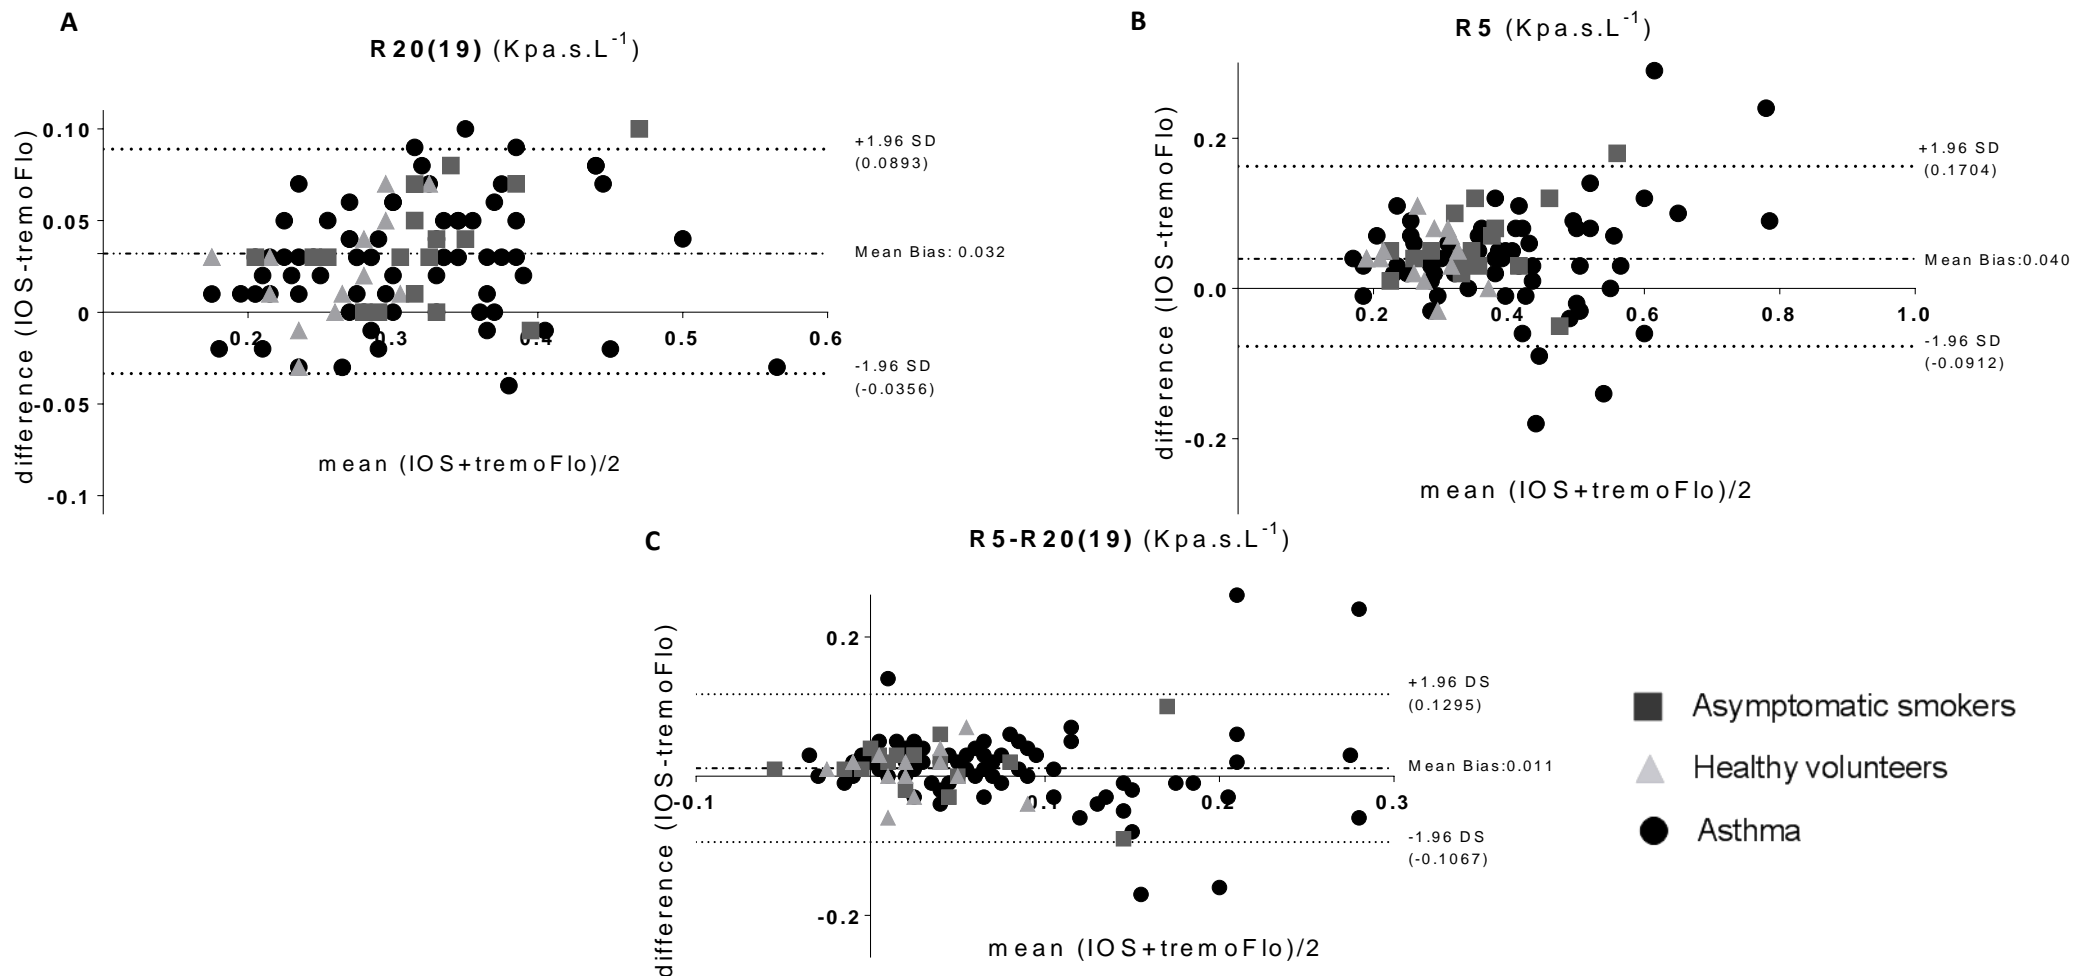 A
R20(19) (Kpa.s.L-1)
difference (IOS-tremoFlo)
0.10
0.05
0
-0.05
-0.1
0.2
0.3
0.4
0.5
0.6
+1.96 SD
(0.0893)
Mean Bias: 0.032
-1.96 SD
(-0.0356)
mean (IOS+tremoFlo)/2
B
R5 (Kpa.s.L-1)
difference (IOS-tremoFlo)
0.2
0.0
-0.2
0.2
0.4
0.6
0.8
1.0
+1.96 SD
(0.1704)
Mean Bias:0.040
-1.96 SD
(-0.0912)
mean (IOS+tremoFlo)/2
C
R5-R20(19) (Kpa.s.L-1)
difference (IOS-tremoFlo)
0.2
-0.2
-0.1
0.1
0.2
0.3
+1.96 DS
(0.1295)
Mean Bias:0.011
-1.96 DS
(-0.1067)
mean (IOS+tremoFlo)/2
Asymptomatic smokers
Healthy volunteers
Asthma